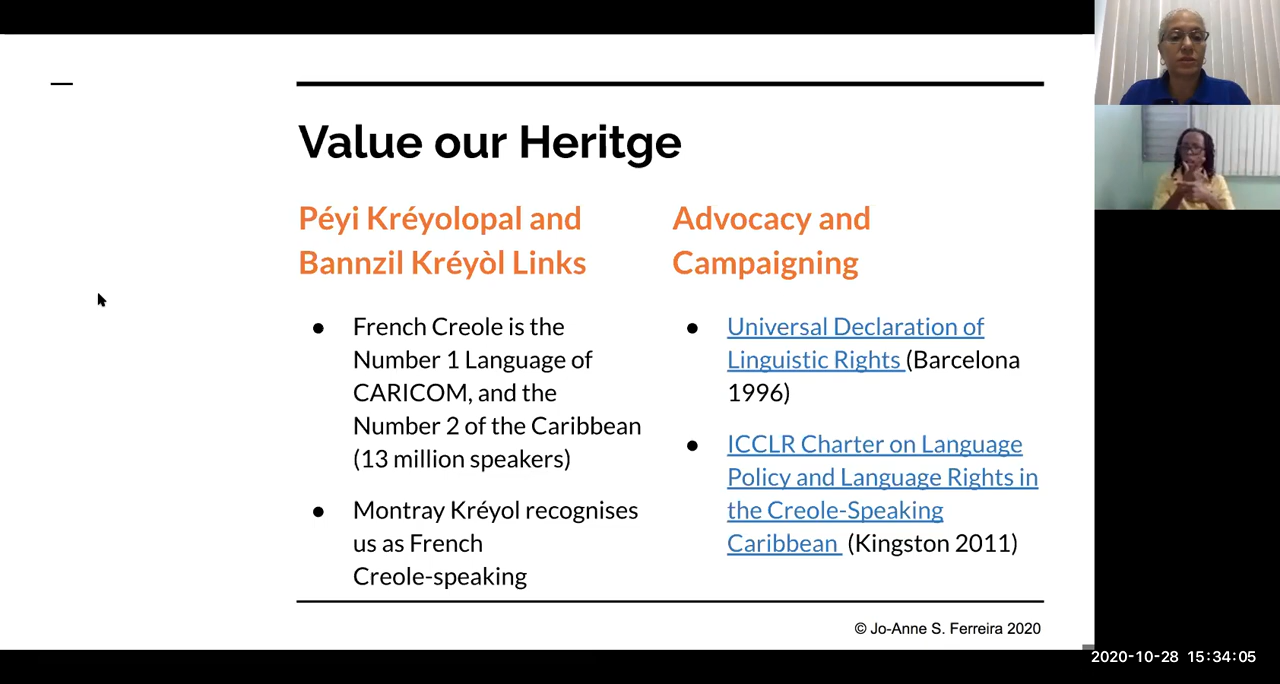 Value our Heritge
Péyi Kréyolopal and
Bannzil Kréyòl Links
● French Creole is the
Number 1 Language of
CARICOM, and the
Number 2 of the Caribbean
(13 million speakers)
● Montray Kréyol recognises
us as French
Creole-speaking
Advocacy and
Campaigning
● Universal Declaration of
Linguistic Rights (Barcelona
1996)
● ICCLR Charter on Language
Policy and Language Rights in
the Creole-Speaking
Caribbean (Kingston 2011)
© Jo-Anne S. Ferreira 2020
2020-10-28 15:34:05